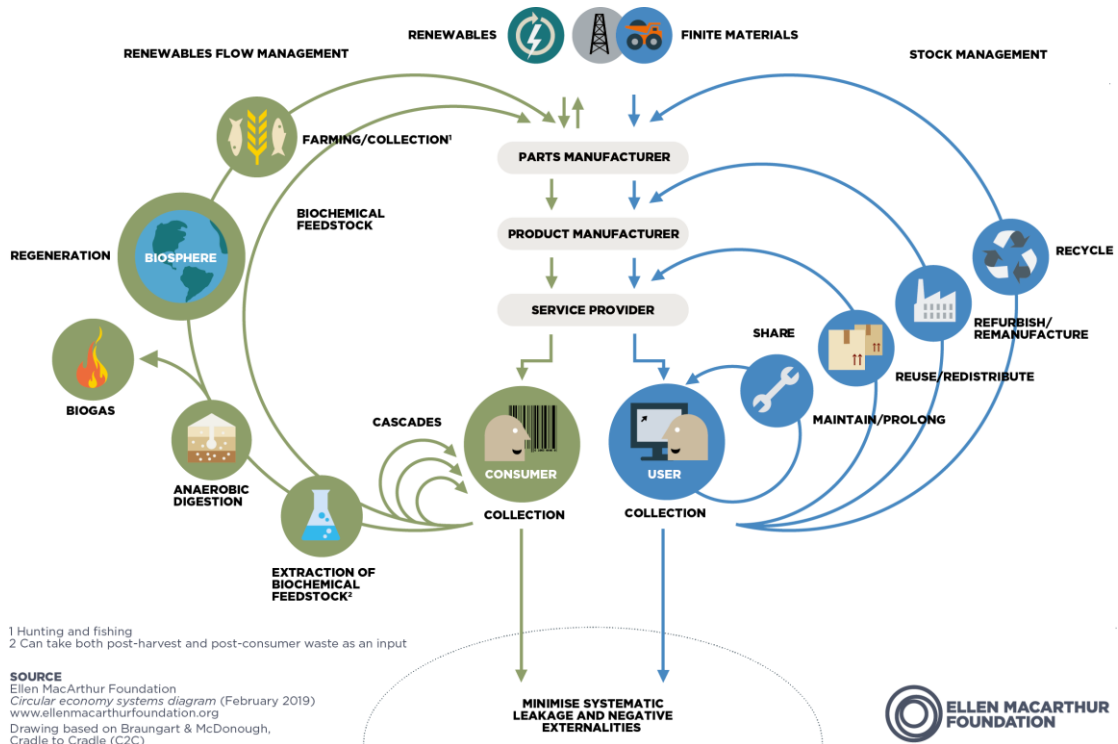 RENEWABLES
FINITE MATERIALS
RENEWABLES FLOW MANAGEMENT
STOCK MANAGEMENT
FARMING/COLLECTION¹
PARTS MANUFACTURER
BIOCHEMICAL
FEEDSTOCK
PRODUCT MANUFACTURER
REGENERATION
BIOSPHERE
RECYCLE
SERVICE PROVIDER
SHARE
REFURBISH/
REMANUFACTURE
REUSE/REDISTRIBUTE
BIOGAS
CASCADES
MAINTAIN/PROLONG
CONSUMER
USER
ANAEROBIC
DIGESTION
COLLECTION
COLLECTION
EXTRACTION OF
BIOCHEMICAL
FEEDSTOCK²
1 Hunting and fishing
2 Can take both post-harvest and post-consumer waste as an input
SOURCE
Ellen MacArthur Foundation
Circular economy systems diagram (February 2019)
www.ellenmacarthurfoundation.org
Drawing based on Braungart & McDonough,
Cradle to Cradle (C2C)
MINIMISE SYSTEMATIC
LEAKAGE AND NEGATIVE
EXTERNALITIES
ELLEN MACARTHUR
FOUNDATION